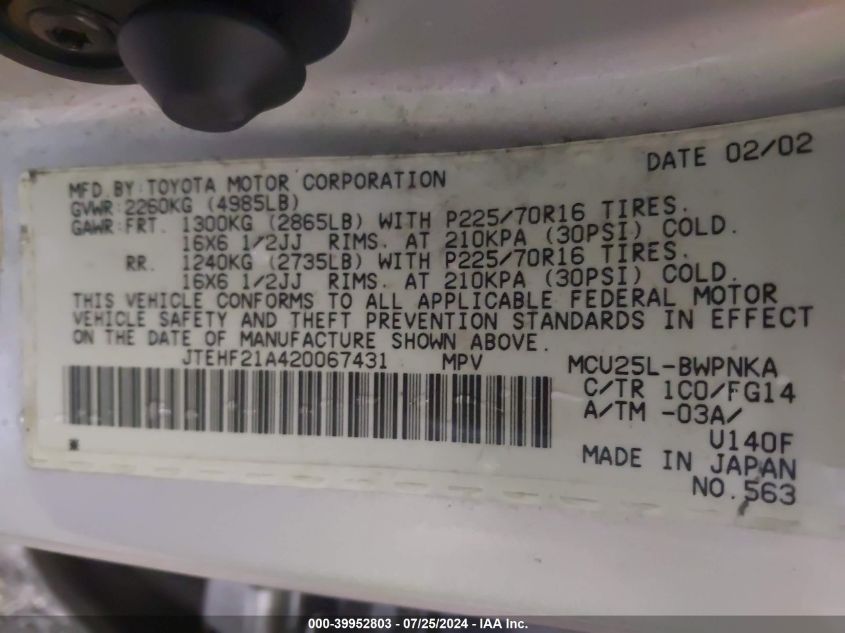 DATE 02/02
MFD. BY: TOYOTA MOTOR CORPORATION
GVWR: 2260KG (4985LB)
GAWR: FRT. 1300KG (2865LB) WITH P225/70R16 TIRES.
16X6 1/2JJ RIMS. AT 210KPA (30PSI) COLD.
RR. 1240KG (2735LB) WITH P225/70R16 TIRES.
16X6 1/2JJ RIMS. AT 210KPA (30PSI) COLD.
THIS VEHICLE CONFORMS TO ALL APPLICABLE FEDERAL MOTOR
VEHICLE SAFETY AND THEFT PREVENTION STANDARDS IN EFFECT
ON THE DATE OF MANUFACTURE SHOWN ABOVE.
JTEHF21A420067431 MPV MCU25L-BWPNKA
C/TR 1C0/FG14
A/TM -03A/
U140F
MADE IN JAPAN
NO. 563
000-39952803 - 07/25/2024 - IAA Inc.